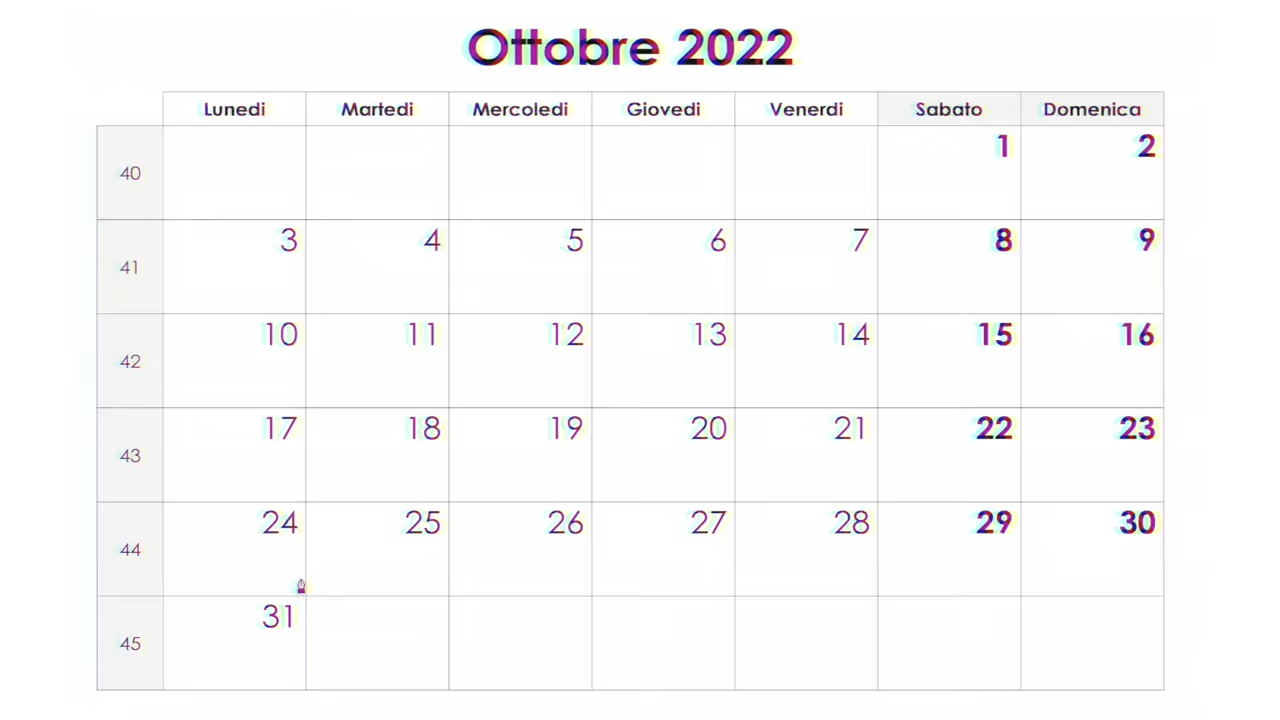 Ottobre 2022
Lunedi Martedi Mercoledi Giovedi Venerdi Sabato Domenica
40 1 2
41 3 4 5 6 7 8 9
42 10 11 12 13 14 15 16
43 17 18 19 20 21 22 23
44 24 25 26 27 28 29 30
45 31